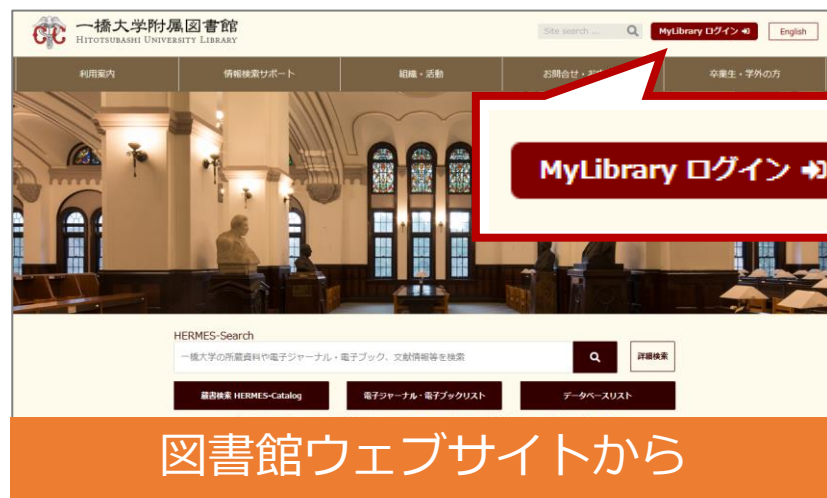 一橋大学附属図書館
HITOTSUBASHI UNIVERSITY LIBRARY
Site search ...
MyLibrary ログイン
English
利用案内
情報検索サポート
組織・活動
お問合せ・
卒業生・学外の方
MyLibrary ログイン
HERMES-Search
一橋大学の所蔵資料や電子ジャーナル・電子ブック、文献情報等を検索
詳細検索
蔵書検索 HERMES-Catalog
電子ジャーナル・電子ブックリスト
データベースリスト
図書館ウェブサイトから